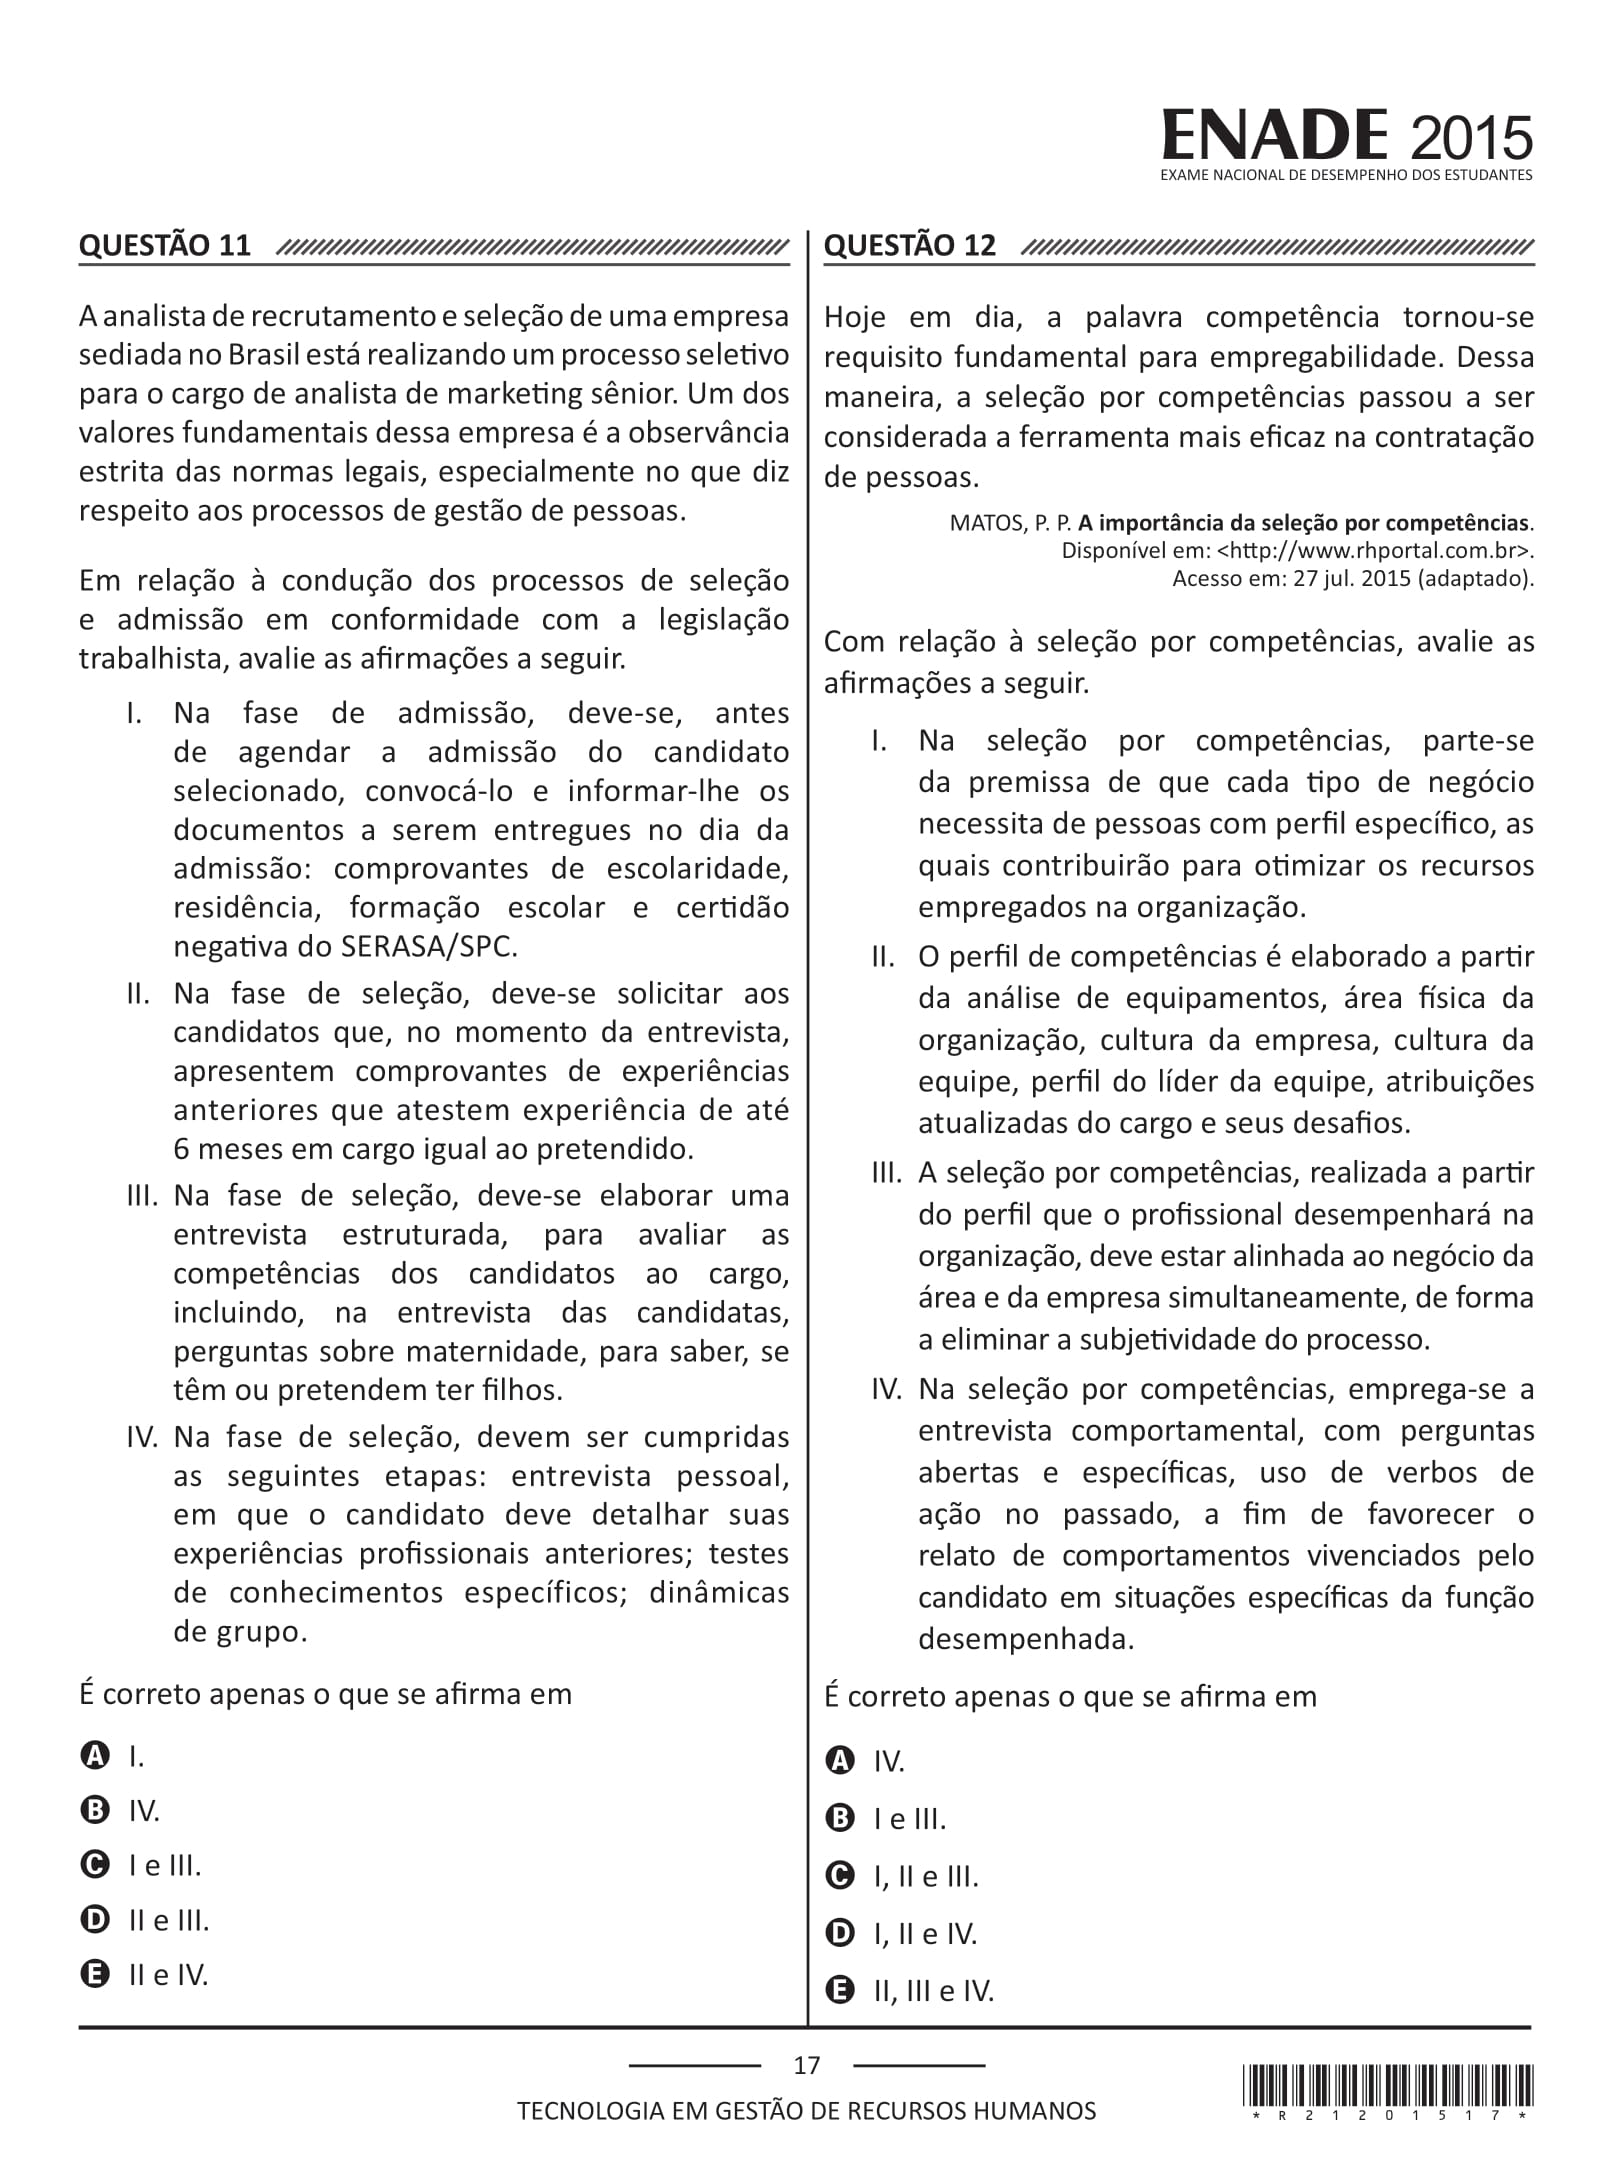 ENADE 2015
EXAME NACIONAL DE DESEMPENHO DOS ESTUDANTES
QUESTÃO 11
A analista de recrutamento e seleção de uma empresa
sediada no Brasil está realizando um processo seletivo
para o cargo de analista de marketing sênior. Um dos
valores fundamentais dessa empresa é a observância
estrita das normas legais, especialmente no que diz
respeito aos processos de gestão de pessoas.
Em relação à condução dos processos de seleção
e admissão em conformidade com a legislação
trabalhista, avalie as afirmações a seguir.
I. Na fase de admissão, deve-se, antes
de agendar a admissão do candidato
selecionado, convocá-lo e informar-lhe os
documentos a serem entregues no dia da
admissão: comprovantes de escolaridade,
residência, formação escolar e certidão
negativa do SERASA/SPC.
II. Na fase de seleção, deve-se solicitar aos
candidatos que, no momento da entrevista,
apresentem comprovantes de experiências
anteriores que atestem experiência de até
6 meses em cargo igual ao pretendido.
III. Na fase de seleção, deve-se elaborar uma
entrevista estruturada, para avaliar as
competências dos candidatos ao cargo,
incluindo, na entrevista das candidatas,
perguntas sobre maternidade, para saber, se
têm ou pretendem ter filhos.
IV. Na fase de seleção, devem ser cumpridas
as seguintes etapas: entrevista pessoal,
em que o candidato deve detalhar suas
experiências profissionais anteriores; testes
de conhecimentos específicos; dinâmicas
de grupo.
É correto apenas o que se afirma em
A I.
B IV.
C I e III.
D II e III.
E II e IV.
QUESTÃO 12
Hoje em dia, a palavra competência tornou-se
requisito fundamental para empregabilidade. Dessa
maneira, a seleção por competências passou a ser
considerada a ferramenta mais eficaz na contratação
de pessoas.
MATOS, P. P. A importância da seleção por competências.
Disponível em: <http://www.rhportal.com.br>.
Acesso em: 27 jul. 2015 (adaptado).
Com relação à seleção por competências, avalie as
afirmações a seguir.
I. Na seleção por competências, parte-se
da premissa de que cada tipo de negócio
necessita de pessoas com perfil específico, as
quais contribuirão para otimizar os recursos
empregados na organização.
II. O perfil de competências é elaborado a partir
da análise de equipamentos, área física da
organização, cultura da empresa, cultura da
equipe, perfil do líder da equipe, atribuições
atualizadas do cargo e seus desafios.
III. A seleção por competências, realizada a partir
do perfil que o profissional desempenhará na
organização, deve estar alinhada ao negócio da
área e da empresa simultaneamente, de forma
a eliminar a subjetividade do processo.
IV. Na seleção por competências, emprega-se a
entrevista comportamental, com perguntas
abertas e específicas, uso de verbos de
ação no passado, a fim de favorecer o
relato de comportamentos vivenciados pelo
candidato em situações específicas da função
desempenhada.
É correto apenas o que se afirma em
A IV.
B I e III.
C I, II e III.
D I, II e IV.
E II, III e IV.
17
TECNOLOGIA EM GESTÃO DE RECURSOS HUMANOS
* R 2 1 2 0 1 5 1 7 *